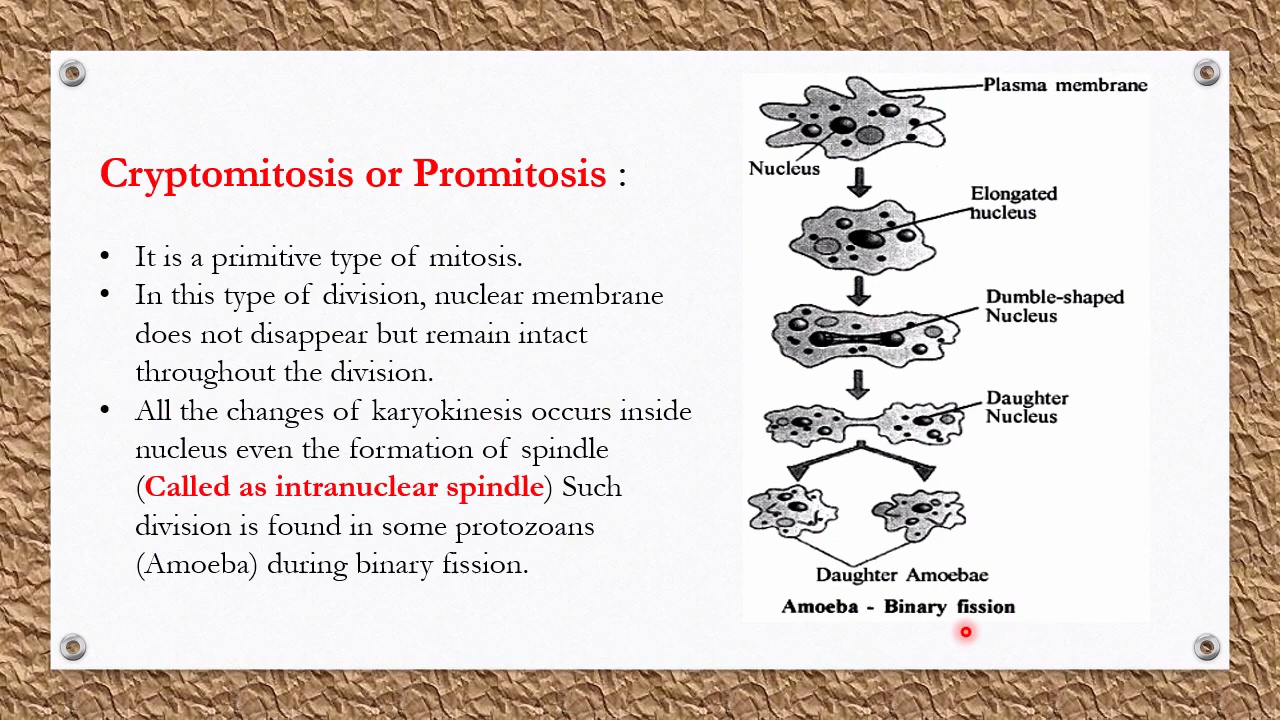 Cryptomitosis or Promitosis :
• It is a primitive type of mitosis.
• In this type of division, nuclear membrane
does not disappear but remain intact
throughout the division.
• All the changes of karyokinesis occurs inside
nucleus even the formation of spindle
(Called as intranuclear spindle) Such
division is found in some protozoans
(Amoeba) during binary fission.
Plasma membrane
Nucleus
Elongated
nucleus
Dumble-shaped
Nucleus
Daughter
Nucleus
Daughter Amoebae
Amoeba - Binary fission